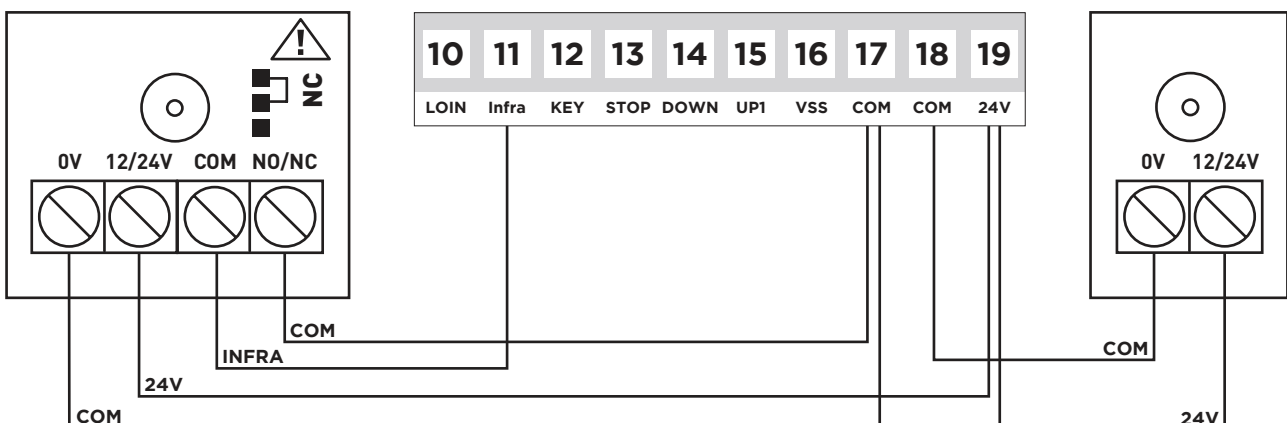 !
NC
0V 12/24V COM NO/NC
10 11 12 13 14 15 16 17 18 19
LOIN Infra KEY STOP DOWN UP1 VSS COM COM 24V
0V 12/24V
COM
INFRA
24V
COM
COM
24V